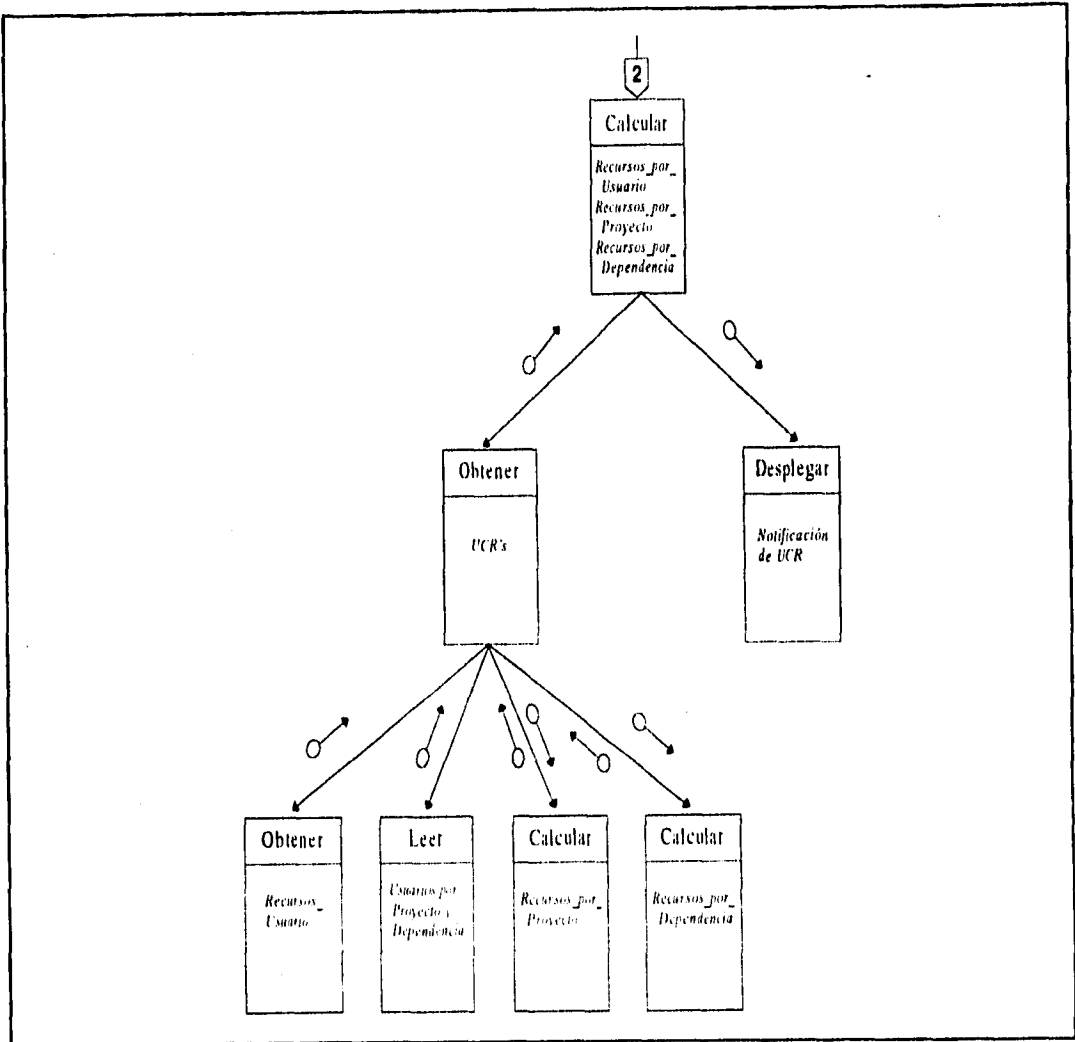 2
Calcular
Recursos_por_
Usuario
Recursos_por_
Proyecto
Recursos_por_
Dependencia
Obtener
UCR's
Desplegar
Notificación
de UCR
Obtener
Recursos_
Usuario
Leer
Usuarios por
Proyecto y
Dependencia
Calcular
Recursos_por_
Proyecto
Calcular
Recursos_por_
Dependencia